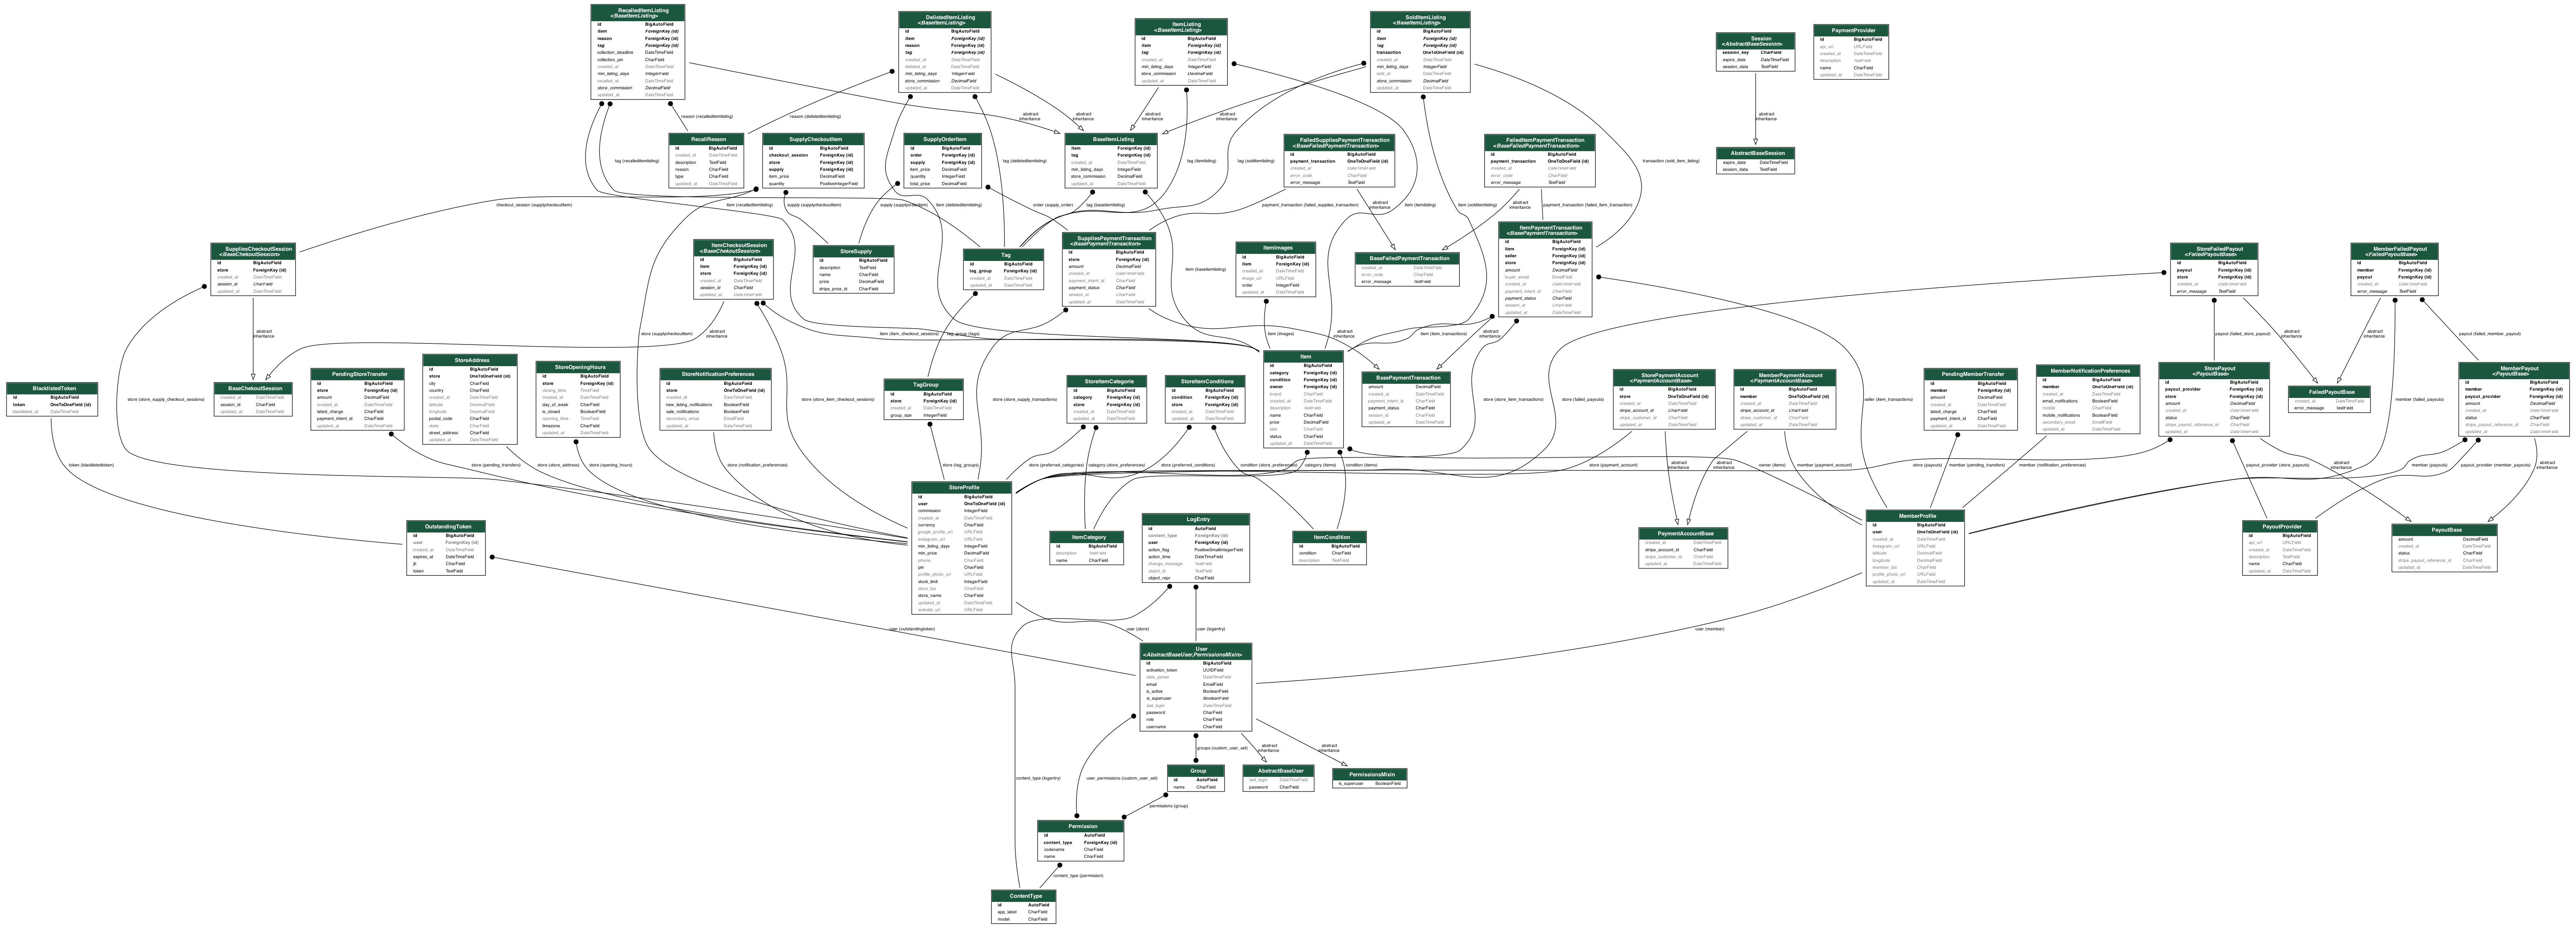 RecalledItemListing
<BaseItemListing>
id BigAutoField
item ForeignKey (id)
reason ForeignKey (id)
tag ForeignKey (id)
collection_deadline DateTimeField
collection_pin CharField
created_at DateTimeField
min_listing_days IntegerField
recalled_at DateTimeField
store_commission DecimalField
updated_at DateTimeField
DelistedItemListing
<BaseItemListing>
id BigAutoField
item ForeignKey (id)
reason ForeignKey (id)
tag ForeignKey (id)
created_at DateTimeField
delisted_at DateTimeField
min_listing_days IntegerField
store_commission DecimalField
updated_at DateTimeField
ItemListing
<BaseItemListing>
id BigAutoField
item ForeignKey (id)
tag ForeignKey (id)
created_at DateTimeField
min_listing_days IntegerField
store_commission DecimalField
updated_at DateTimeField
SoldItemListing
<BaseItemListing>
id BigAutoField
item ForeignKey (id)
tag ForeignKey (id)
transaction OneToOneField (id)
created_at DateTimeField
min_listing_days IntegerField
sold_at DateTimeField
store_commission DecimalField
updated_at DateTimeField
Session
<AbstractBaseSession>
session_key CharField
expire_date DateTimeField
session_data TextField
PaymentProvider
id BigAutoField
api_url URLField
created_at DateTimeField
description TextField
name CharField
updated_at DateTimeField
reason (recalleditemlisting)
reason (delisteditemlisting)
abstract
inheritance
abstract
inheritance
abstract
inheritance
abstract
inheritance
abstract
inheritance
RecallReason
id BigAutoField
created_at DateTimeField
description TextField
reason CharField
type CharField
updated_at DateTimeField
SupplyCheckoutItem
id BigAutoField
checkout_session ForeignKey (id)
store ForeignKey (id)
supply ForeignKey (id)
item_price DecimalField
quantity PositiveIntegerField
SupplyOrderItem
id BigAutoField
order ForeignKey (id)
supply ForeignKey (id)
item_price DecimalField
quantity IntegerField
total_price DecimalField
BaseItemListing
item ForeignKey (id)
tag ForeignKey (id)
created_at DateTimeField
min_listing_days IntegerField
store_commission DecimalField
updated_at DateTimeField
FailedSuppliesPaymentTransaction
<BaseFailedPaymentTransaction>
id BigAutoField
payment_transaction OneToOneField (id)
created_at DateTimeField
error_code CharField
error_message TextField
FailedItemPaymentTransaction
<BaseFailedPaymentTransaction>
id BigAutoField
payment_transaction OneToOneField (id)
created_at DateTimeField
error_code CharField
error_message TextField
AbstractBaseSession
expire_date DateTimeField
session_data TextField
tag (recalleditemlisting)
tag (delisteditemlisting)
tag (itemlisting)
tag (solditemlisting)
transaction (sold_item_listing)
checkout_session (supplycheckoutitem)
item (recalleditemlisting)
supply (supplycheckoutitem)
supply (supplyorderitem)
item (delisteditemlisting)
order (supply_order)
tag (baseitemlisting)
payment_transaction (failed_supplies_transaction)
abstract
inheritance
item (itemlisting)
item (solditemlisting)
abstract
inheritance
payment_transaction (failed_item_transaction)
SuppliesCheckoutSession
<BaseChekoutSession>
id BigAutoField
store ForeignKey (id)
created_at DateTimeField
session_id CharField
updated_at DateTimeField
ItemCheckoutSession
<BaseChekoutSession>
id BigAutoField
item ForeignKey (id)
store ForeignKey (id)
created_at DateTimeField
session_id CharField
updated_at DateTimeField
StoreSupply
id BigAutoField
description TextField
name CharField
price DecimalField
stripe_price_id CharField
Tag
id BigAutoField
tag_group ForeignKey (id)
created_at DateTimeField
updated_at DateTimeField
SuppliesPaymentTransaction
<BasePaymentTransaction>
id BigAutoField
store ForeignKey (id)
amount DecimalField
created_at DateTimeField
payment_intent_id CharField
payment_status CharField
session_id CharField
updated_at DateTimeField
item (baseitemlisting)
ItemImages
id BigAutoField
item ForeignKey (id)
created_at DateTimeField
image_url URLField
order IntegerField
updated_at DateTimeField
BaseFailedPaymentTransaction
created_at DateTimeField
error_code CharField
error_message TextField
ItemPaymentTransaction
<BasePaymentTransaction>
id BigAutoField
item ForeignKey (id)
seller ForeignKey (id)
store ForeignKey (id)
amount DecimalField
buyer_email EmailField
created_at DateTimeField
payment_intent_id CharField
payment_status CharField
session_id CharField
updated_at DateTimeField
StoreFailedPayout
<FailedPayoutBase>
id BigAutoField
payout ForeignKey (id)
store ForeignKey (id)
created_at DateTimeField
error_message TextField
MemberFailedPayout
<FailedPayoutBase>
id BigAutoField
member ForeignKey (id)
payout ForeignKey (id)
created_at DateTimeField
error_message TextField
abstract
inheritance
store (supplycheckoutitem)
abstract
inheritance
item (item_checkout_sessions)
tag_group (tags)
item (images)
abstract
inheritance
item (item_transactions)
abstract
inheritance
payout (failed_store_payout)
abstract
inheritance
abstract
inheritance
payout (failed_member_payout)
BlacklistedToken
id BigAutoField
token OneToOneField (id)
blacklisted_at DateTimeField
store (store_supply_checkout_sessions)
BaseChekoutSession
created_at DateTimeField
session_id CharField
updated_at DateTimeField
PendingStoreTransfer
id BigAutoField
store ForeignKey (id)
amount DecimalField
created_at DateTimeField
latest_charge CharField
payment_intent_id CharField
updated_at DateTimeField
StoreAddress
id BigAutoField
store OneToOneField (id)
city CharField
country CharField
created_at DateTimeField
latitude DecimalField
longitude DecimalField
postal_code CharField
state CharField
street_address CharField
updated_at DateTimeField
StoreOpeningHours
id BigAutoField
store ForeignKey (id)
closing_time TimeField
created_at DateTimeField
day_of_week CharField
is_closed BooleanField
opening_time TimeField
timezone CharField
updated_at DateTimeField
StoreNotificationPreferences
id BigAutoField
store OneToOneField (id)
created_at DateTimeField
new_listing_notifications BooleanField
sale_notifications BooleanField
secondary_email EmailField
updated_at DateTimeField
store (store_item_checkout_sessions)
TagGroup
id BigAutoField
store ForeignKey (id)
created_at DateTimeField
group_size IntegerField
store (store_supply_transactions)
StoreItemCategorie
id BigAutoField
category ForeignKey (id)
store ForeignKey (id)
created_at DateTimeField
updated_at DateTimeField
StoreItemConditions
id BigAutoField
condition ForeignKey (id)
store ForeignKey (id)
created_at DateTimeField
updated_at DateTimeField
Item
id BigAutoField
category ForeignKey (id)
condition ForeignKey (id)
owner ForeignKey (id)
brand CharField
created_at DateTimeField
description TextField
name CharField
price DecimalField
size CharField
status CharField
updated_at DateTimeField
BasePaymentTransaction
amount DecimalField
created_at DateTimeField
payment_intent_id CharField
payment_status CharField
session_id CharField
updated_at DateTimeField
store (store_item_transactions)
store (failed_payouts)
StorePaymentAccount
<PaymentAccountBase>
id BigAutoField
store OneToOneField (id)
created_at DateTimeField
stripe_account_id CharField
stripe_customer_id CharField
updated_at DateTimeField
MemberPaymentAccount
<PaymentAccountBase>
id BigAutoField
member OneToOneField (id)
created_at DateTimeField
stripe_account_id CharField
stripe_customer_id CharField
updated_at DateTimeField
seller (item_transactions)
PendingMemberTransfer
id BigAutoField
member ForeignKey (id)
amount DecimalField
created_at DateTimeField
latest_charge CharField
payment_intent_id CharField
updated_at DateTimeField
MemberNotificationPreferences
id BigAutoField
member OneToOneField (id)
created_at DateTimeField
email_notifications BooleanField
mobile CharField
mobile_notifications BooleanField
secondary_email EmailField
updated_at DateTimeField
StorePayout
<PayoutBase>
id BigAutoField
payout_provider ForeignKey (id)
store ForeignKey (id)
amount DecimalField
created_at DateTimeField
status CharField
stripe_payout_reference_id CharField
updated_at DateTimeField
FailedPayoutBase
created_at DateTimeField
error_message TextField
member (failed_payouts)
MemberPayout
<PayoutBase>
id BigAutoField
member ForeignKey (id)
payout_provider ForeignKey (id)
amount DecimalField
created_at DateTimeField
status CharField
stripe_payout_reference_id CharField
updated_at DateTimeField
token (blacklistedtoken)
store (pending_transfers)
store (store_address)
store (opening_hours)
store (notification_preferences)
store (tag_groups)
store (preferred_categories)
category (store_preferences)
store (preferred_conditions)
condition (store_preferences)
category (items)
condition (items)
store (payment_account)
abstract
inheritance
abstract
inheritance
owner (items)
member (payment_account)
store (payouts)
member (pending_transfers)
member (notification_preferences)
payout_provider (store_payouts)
abstract
inheritance
member (payouts)
payout_provider (member_payouts)
abstract
inheritance
OutstandingToken
id BigAutoField
user ForeignKey (id)
created_at DateTimeField
expires_at DateTimeField
jti CharField
token TextField
StoreProfile
id BigAutoField
user OneToOneField (id)
commission IntegerField
created_at DateTimeField
currency CharField
google_profile_url URLField
instagram_url URLField
min_listing_days IntegerField
min_price DecimalField
phone CharField
pin CharField
profile_photo_url URLField
stock_limit IntegerField
store_bio CharField
store_name CharField
updated_at DateTimeField
website_url URLField
ItemCategory
id BigAutoField
description TextField
name CharField
LogEntry
id AutoField
content_type ForeignKey (id)
user ForeignKey (id)
action_flag PositiveSmallIntegerField
action_time DateTimeField
change_message TextField
object_id TextField
object_repr CharField
ItemCondition
id BigAutoField
condition CharField
description TextField
PaymentAccountBase
created_at DateTimeField
stripe_account_id CharField
stripe_customer_id CharField
updated_at DateTimeField
MemberProfile
id BigAutoField
user OneToOneField (id)
created_at DateTimeField
instagram_url URLField
latitude DecimalField
longitude DecimalField
member_bio CharField
profile_photo_url URLField
updated_at DateTimeField
PayoutProvider
id BigAutoField
api_url URLField
created_at DateTimeField
description TextField
name CharField
updated_at DateTimeField
PayoutBase
amount DecimalField
created_at DateTimeField
status CharField
stripe_payout_reference_id CharField
updated_at DateTimeField
user (outstandingtoken)
user (store)
user (logentry)
user (member)
User
<AbstractBaseUser,PermissionsMixin>
id BigAutoField
activation_token UUIDField
date_joined DateTimeField
email EmailField
is_active BooleanField
is_superuser BooleanField
last_login DateTimeField
password CharField
role CharField
username CharField
groups (custom_user_set)
abstract
inheritance
abstract
inheritance
content_type (logentry)
user_permissions (custom_user_set)
Group
id AutoField
name CharField
AbstractBaseUser
last_login DateTimeField
password CharField
PermissionsMixin
is_superuser BooleanField
permissions (group)
Permission
id AutoField
content_type ForeignKey (id)
codename CharField
name CharField
content_type (permission)
ContentType
id AutoField
app_label CharField
model CharField